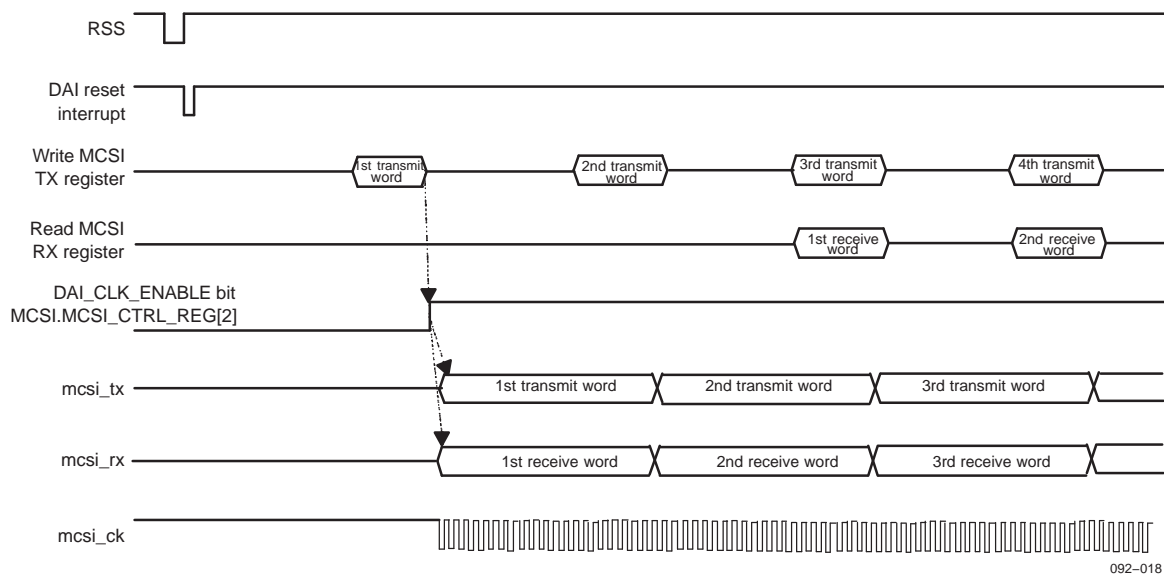 RSS
DAI reset
interrupt
Write MCSI
TX register
1st transmit
word
2nd transmit
word
3rd transmit
word
4th transmit
word
Read MCSI
RX register
1st receive
word
2nd receive
word
DAI_CLK_ENABLE bit
MCSI.MCSI_CTRL_REG[2]
mcsi_tx
1st transmit word
2nd transmit word
3rd transmit word
mcsi_rx
1st receive word
2nd receive word
3rd receive word
mcsi_ck
092−018